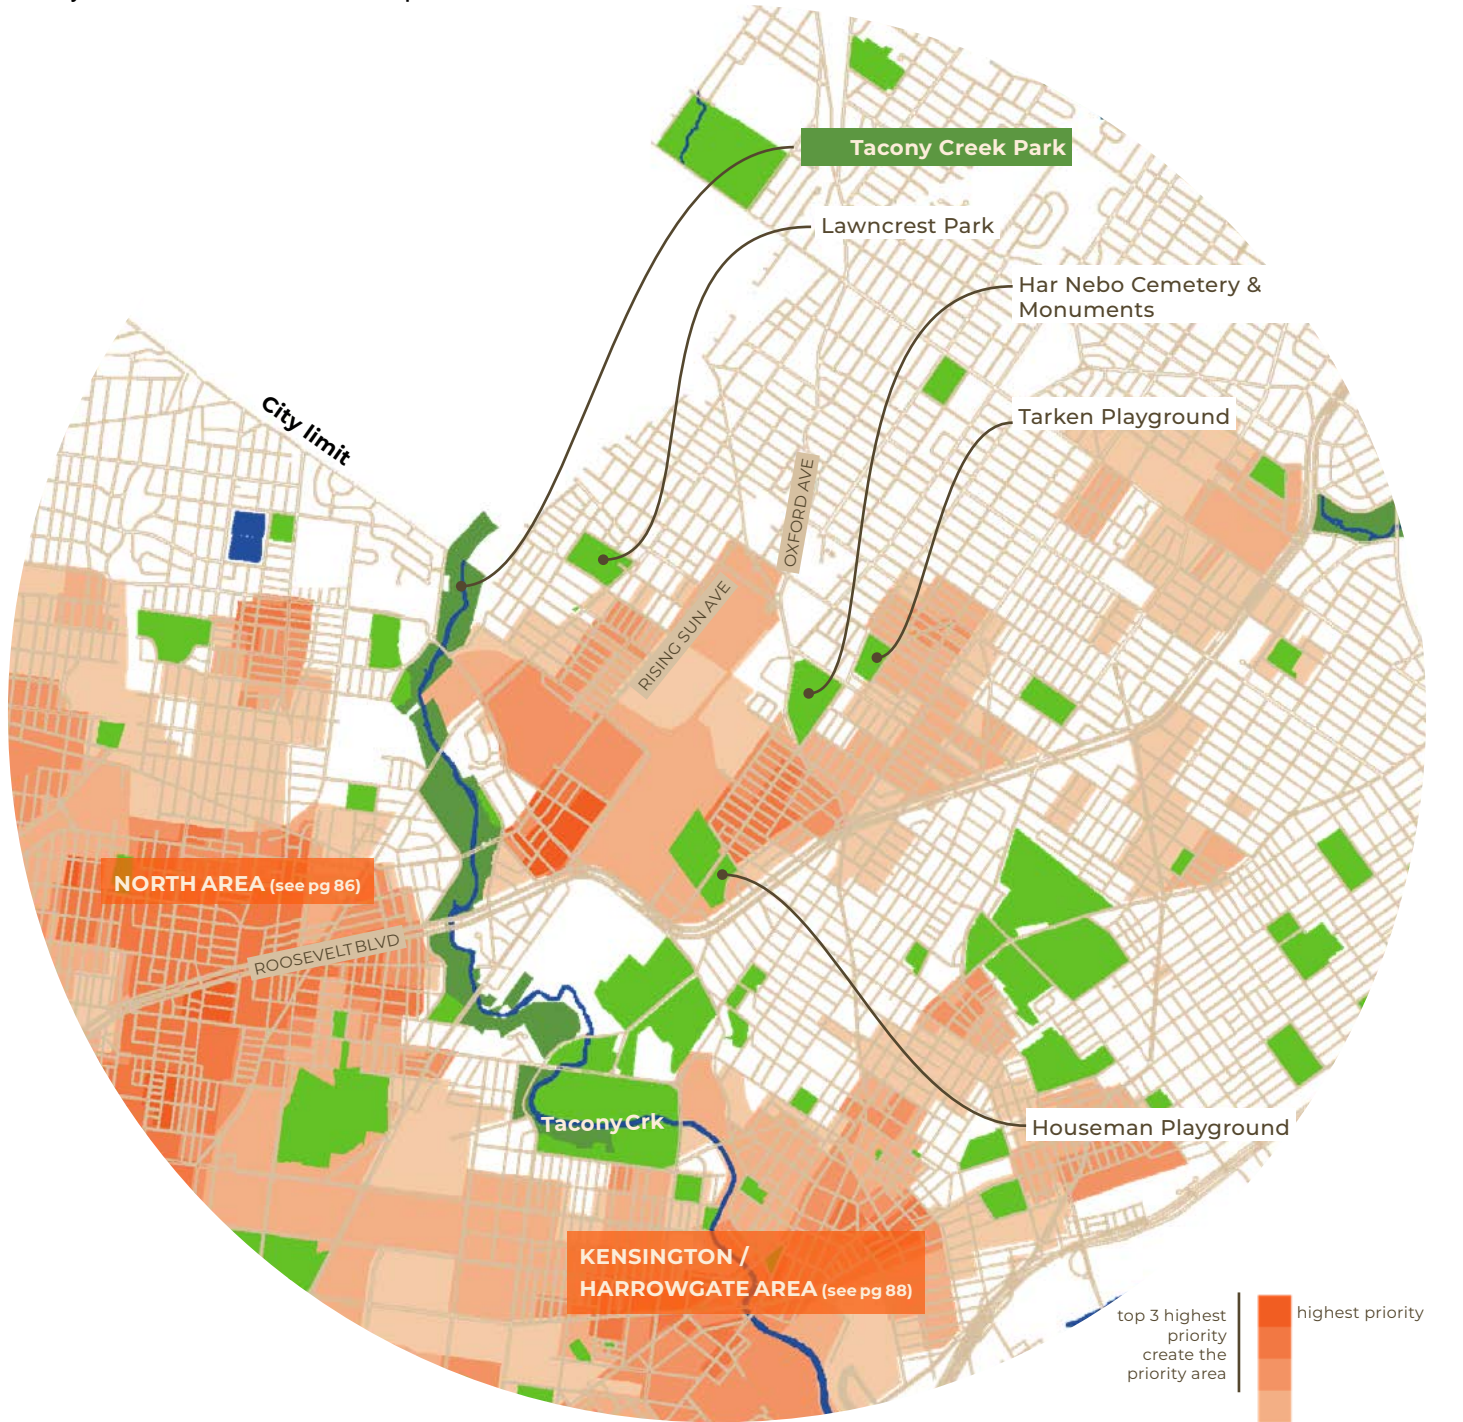 Tacony Creek Park
Lawncrest Park
Har Nebo Cemetery &
Monuments
Tarken Playground
City limit
OXFORD AVE
RISING SUN AVE
NORTH AREA (see pg 86)
ROOSEVELT BLVD
Tacony Crk
Houseman Playground
KENSINGTON /
HARROWGATE AREA (see pg 88)
top 3 highest
priority
create the
priority area
highest priority